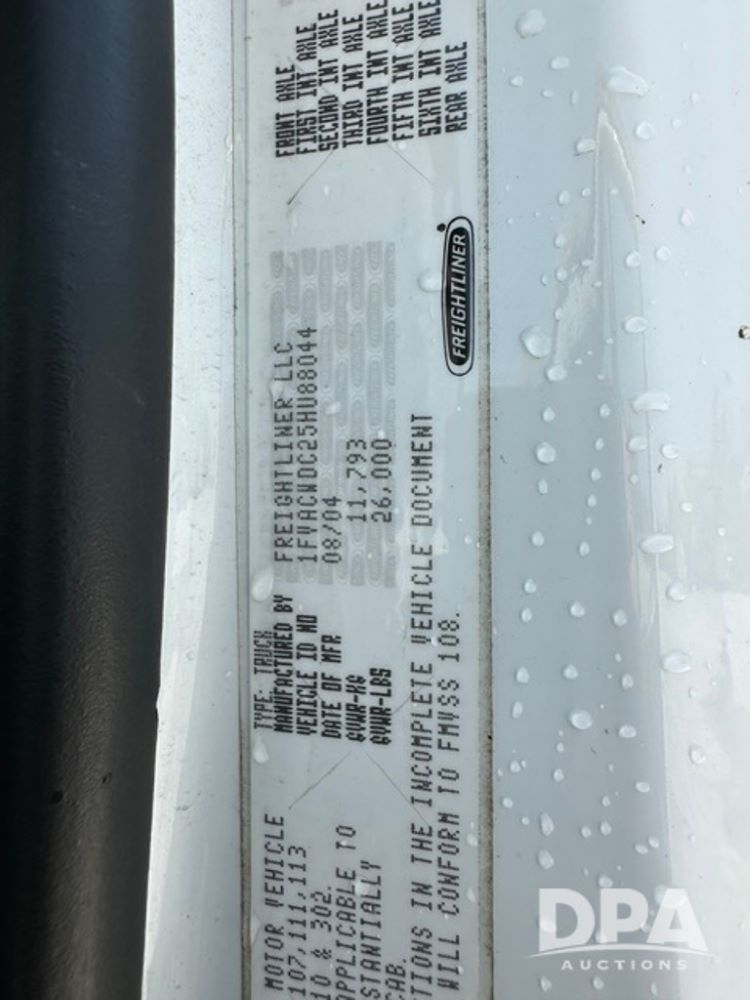 MOTOR VEHICLE
107,111,113
10 & 302.
APPLICABLE TO
STANTIALLY
CAB.
TIONS IN THE INCOMPLETE VEHICLE DOCUMENT
WILL CONFORM TO FMVSS 108.
TYPE: TRUCK
MANUFACTURED BY FREIGHTLINER LLC
VEHICLE ID NO 1FVACWDC25HU88044
DATE OF MFR 08/04
GVWR-KG 11,793
GVWR-LBS 26,000
FREIGHTLINER
FRONT AXLE
FIRST INT AXLE
SECOND INT AXLE
THIRD INT AXLE
FOURTH INT AXLE
FIFTH INT AXLE
SIXTH INT AXLE
REAR AXLE
DPA
AUCTIONS